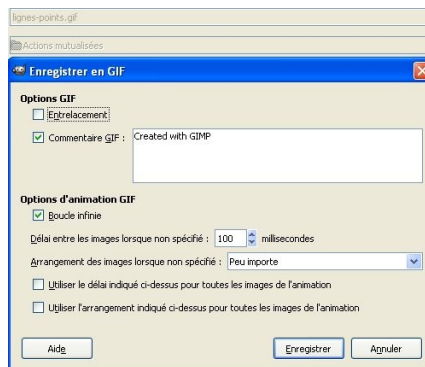 lignes-points.gif
Actions mutualisées
Enregistrer en GIF
Options GIF
Entrelacement
Commentaire GIF :
Created with GIMP
Options d'animation GIF
Boucle infinie
Délai entre les images lorsque non spécifié : 100 millisecondes
Arrangement des images lorsque non spécifié : Peu importe
Utiliser le délai indiqué ci-dessus pour toutes les images de l'animation
Utiliser l'arrangement indiqué ci-dessus pour toutes les images de l'animation
Aide Enregistrer Annuler